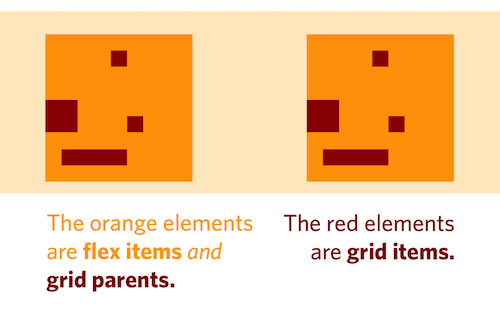 The orange elements
are flex items and
grid parents.
The red elements
are grid items.